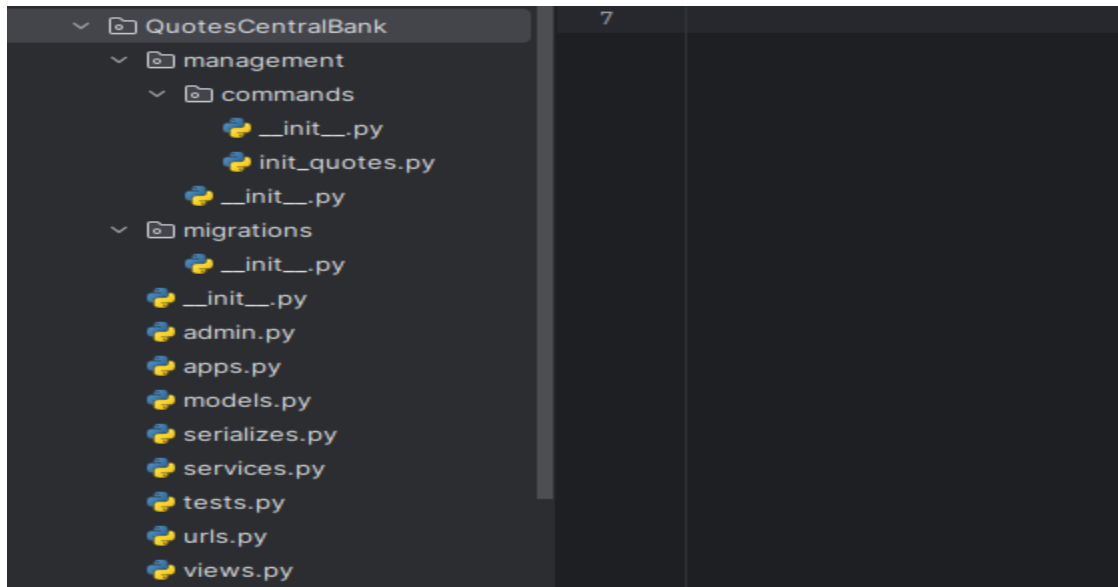 QuotesCentralBank
7
management
commands
__init__.py
init_quotes.py
__init__.py
migrations
__init__.py
__init__.py
admin.py
apps.py
models.py
serializes.py
services.py
tests.py
urls.py
views.py